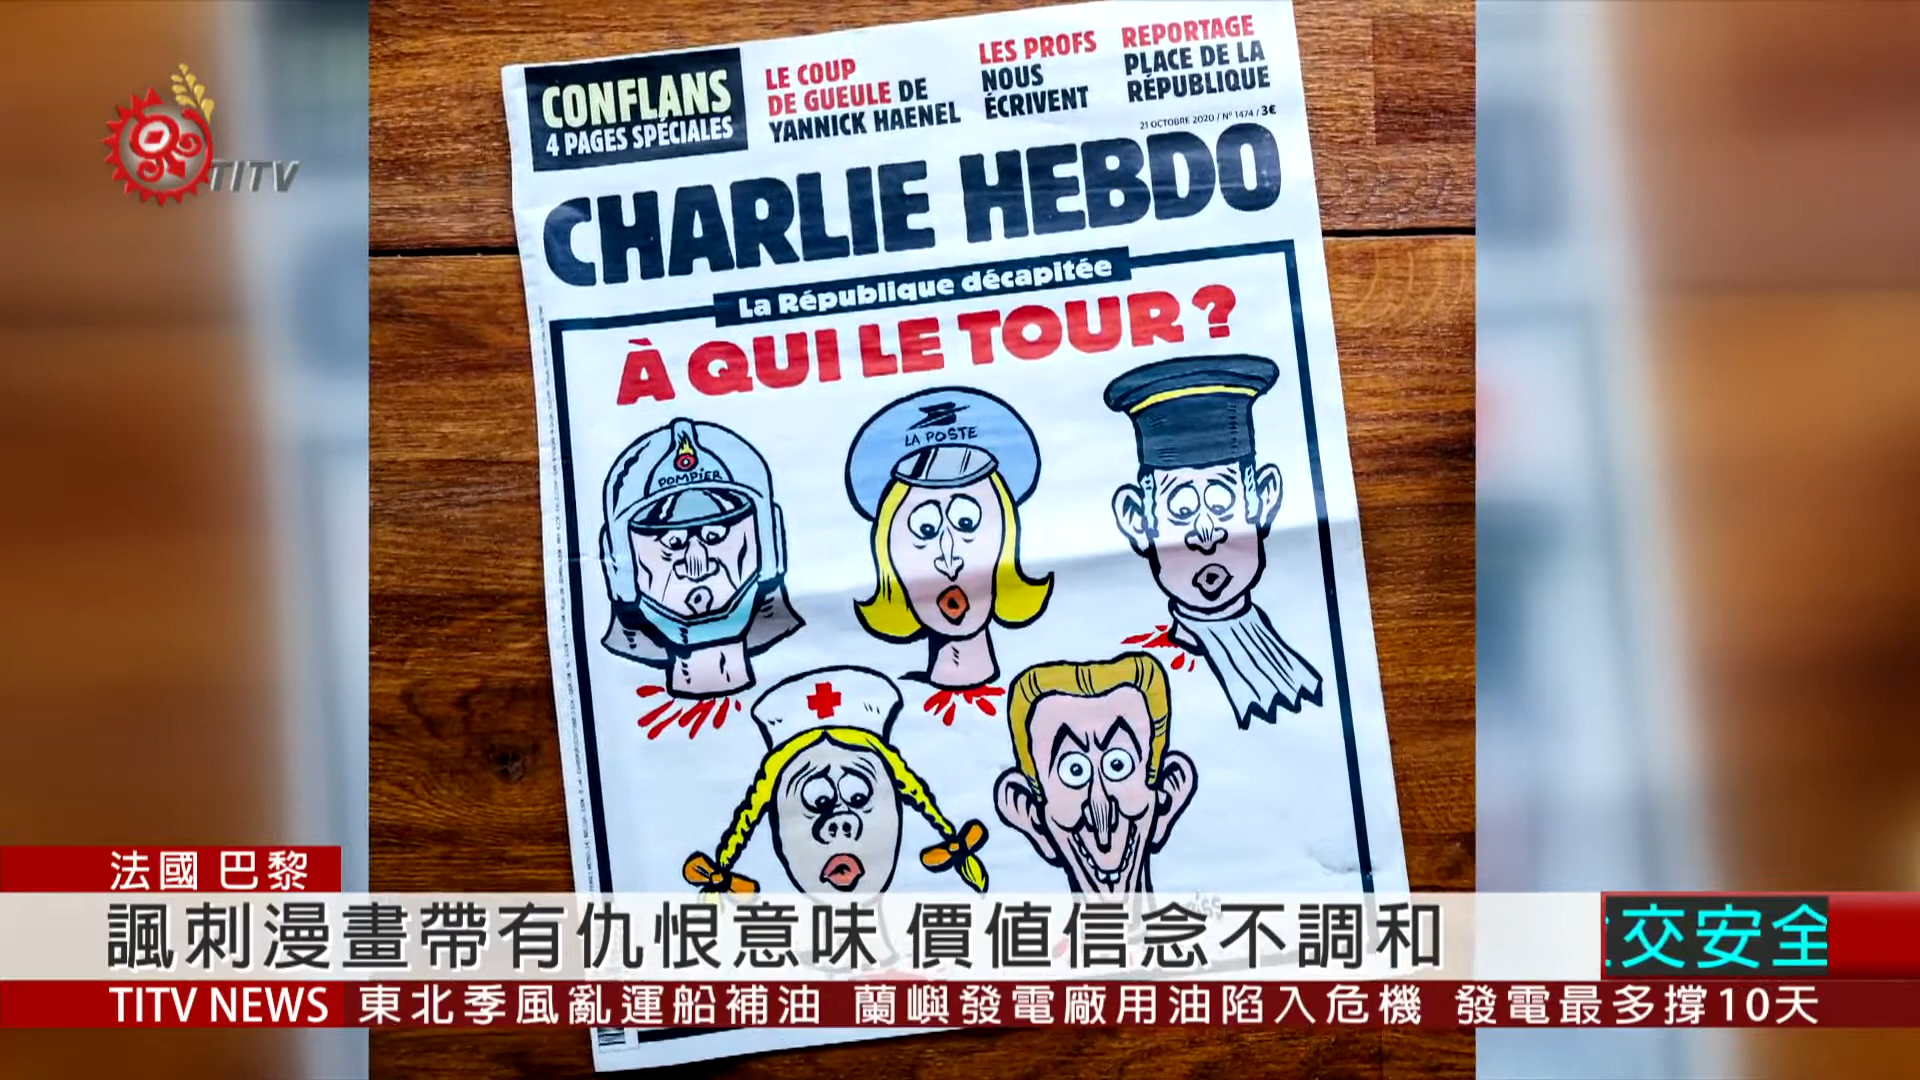 TITV
CONFLANS
4 PAGES SPÉCIALES
LE COUP
DE GUEULE DE
YANNICK HAENEL
LES PROFS
NOUS
ÉCRIVENT
REPORTAGE
PLACE DE LA
RÉPUBLIQUE
21 OCTOBRE 2020 / N° 1474 / 3€
CHARLIE HEBDO
La République décapitée
À QUI LE TOUR ?
POMPIER
LA POSTE
法國 巴黎
諷刺漫畫帶有仇恨意味 價值信念不調和
交安全
TITV NEWS 東北季風亂運船補油 蘭嶼發電廠用油陷入危機 發電最多撐10天